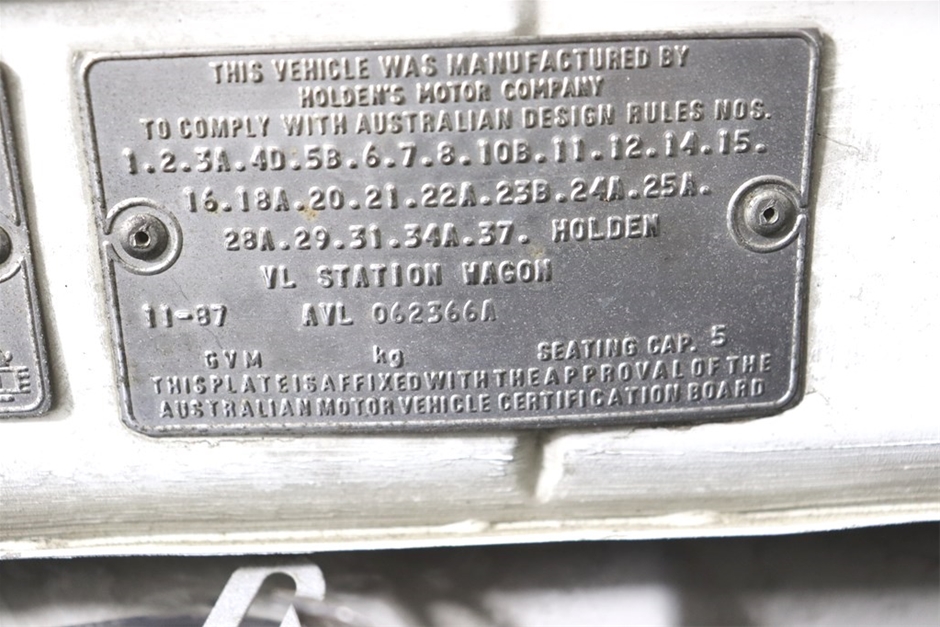 THIS VEHICLE WAS MANUFACTURED BY
HOLDEN'S MOTOR COMPANY
TO COMPLY WITH AUSTRALIAN DESIGN RULES NOS.
1.2.3A.4D.5B.6.7.8.10B.11.12.14.15.
16.18A.20.21.22A.23B.24A.25A.
28A.29.31.34A.37. HOLDEN
VL STATION WAGON
11-87 AVL 062366A
GVM kg SEATING CAP. 5
THIS PLATE IS AFFIXED WITH THE APPROVAL OF THE
AUSTRALIAN MOTOR VEHICLE CERTIFICATION BOARD